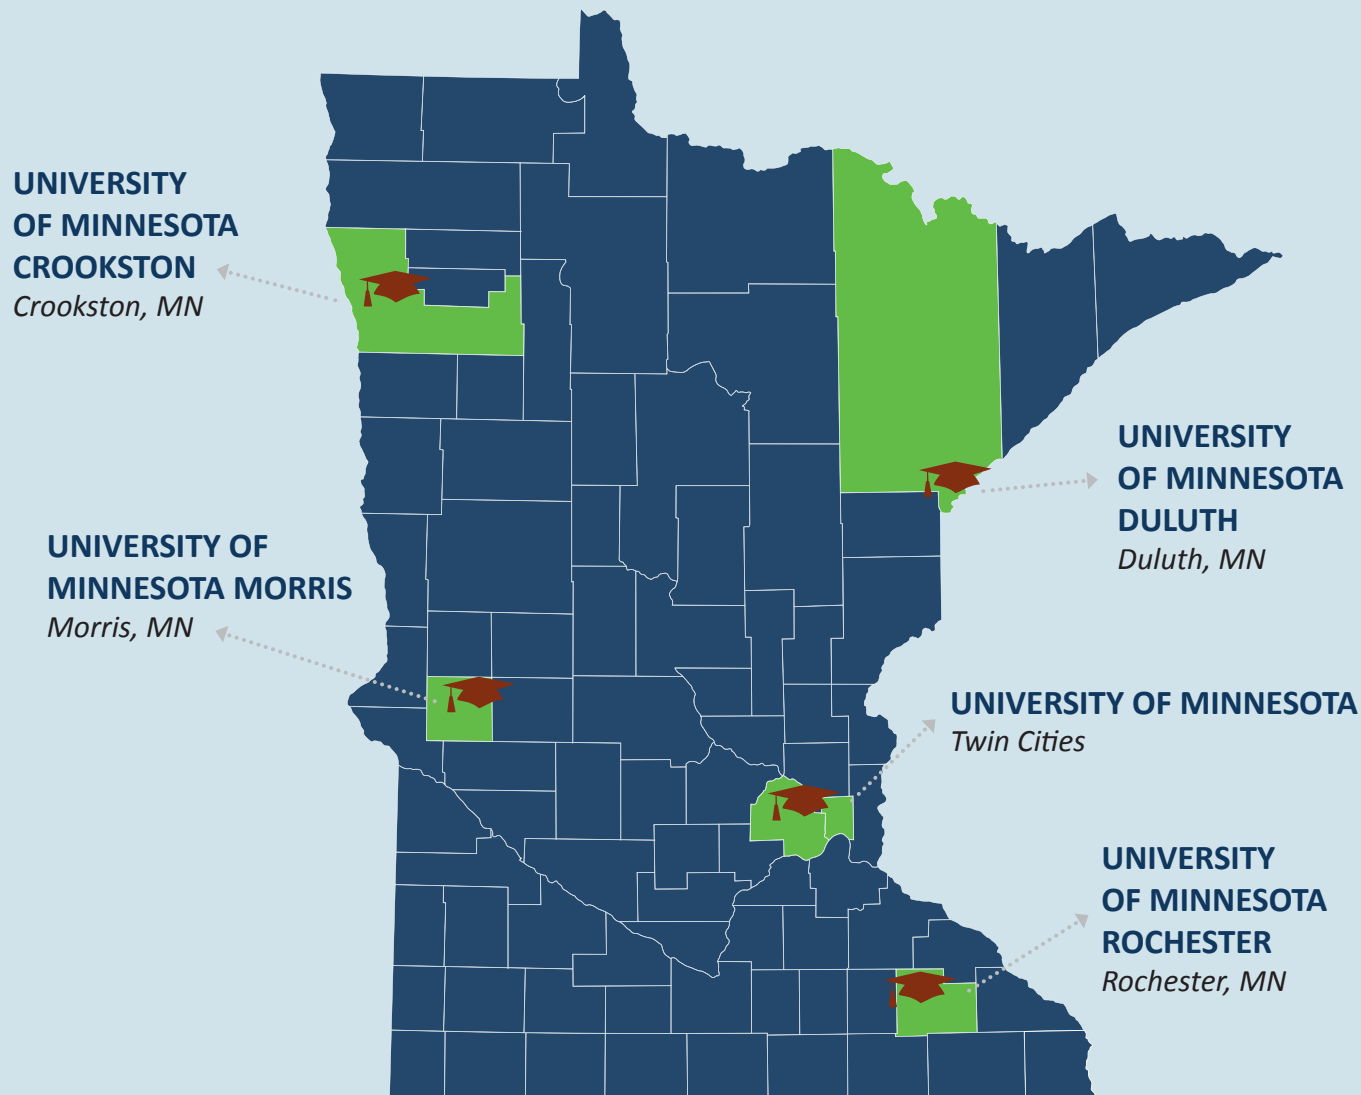 UNIVERSITY
OF MINNESOTA
CROOKSTON
Crookston, MN
UNIVERSITY
OF MINNESOTA
DULUTH
Duluth, MN
UNIVERSITY OF
MINNESOTA MORRIS
Morris, MN
UNIVERSITY OF MINNESOTA
Twin Cities
UNIVERSITY
OF MINNESOTA
ROCHESTER
Rochester, MN